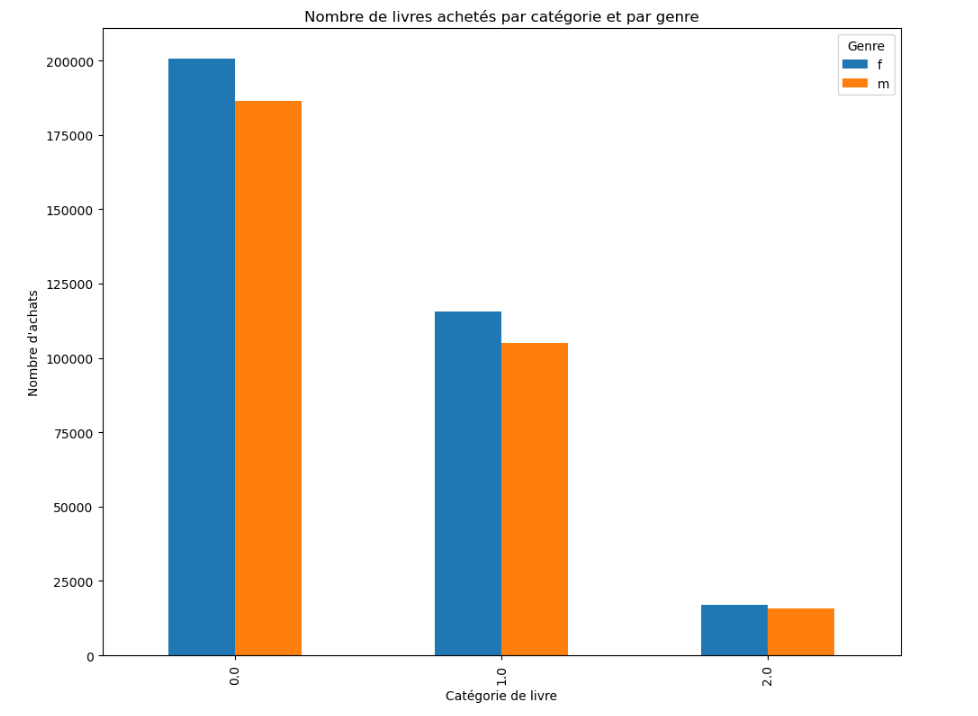 Nombre de livres achetés par catégorie et par genre
Genre
f
m
200000
175000
150000
125000
100000
75000
50000
25000
0
Nombre d'achats
0.0
1.0
2.0
Catégorie de livre